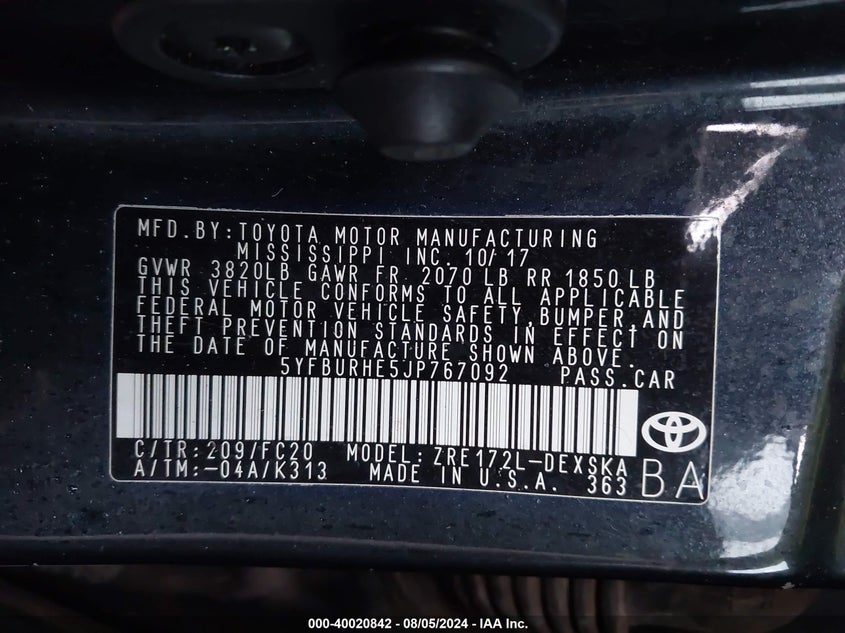 MFD.BY:TOYOTA MOTOR MANUFACTURING
MISSISSIPPI INC. 10/17
GVWR 3820LB GAWR FR. 2070 LB RR 1850 LB
THIS VEHICLE CONFORMS TO ALL APPLICABLE
FEDERAL MOTOR VEHICLE SAFETY,BUMPER,AND
THEFT PREVENTION STANDARDS IN EFFECT ON
THE DATE OF MANUFACTURE SHOWN ABOVE.
5YFBURHE5JP767092 PASS.CAR
C/TR:209/FC20 MODEL:ZRE172L-DEXSKA
A/TM:-04A/K313 MADE IN U.S.A. 363
BA
000-40020842 - 08/05/2024 - IAA Inc.